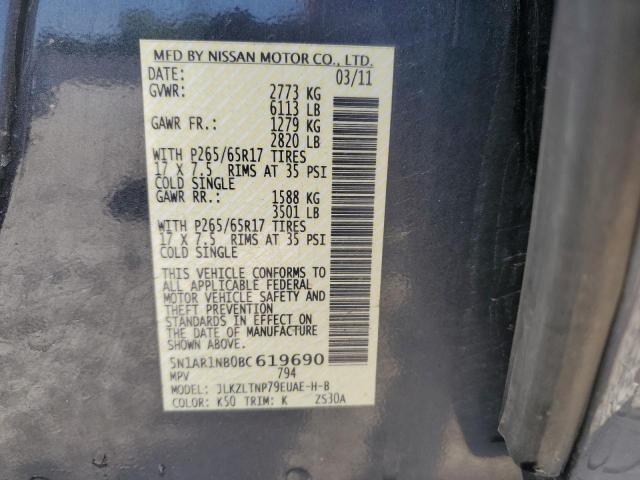 MFD BY NISSAN MOTOR CO., LTD.
DATE: 03/11
GVWR: 2773 KG
6113 LB
GAWR FR.: 1279 KG
2820 LB
WITH P265/65R17 TIRES
17 X 7.5 RIMS AT 35 PSI
COLD SINGLE
GAWR RR.: 1588 KG
3501 LB
WITH P265/65R17 TIRES
17 X 7.5 RIMS AT 35 PSI
COLD SINGLE
THIS VEHICLE CONFORMS TO
ALL APPLICABLE FEDERAL
MOTOR VEHICLE SAFETY AND
THEFT PREVENTION
STANDARDS IN EFFECT ON
THE DATE OF MANUFACTURE
SHOWN ABOVE.
5N1AR1NB0BC619690
MPV 794
MODEL: JLKZLTNP79EUAE-H-B
COLOR: K50 TRIM: K ZS30A